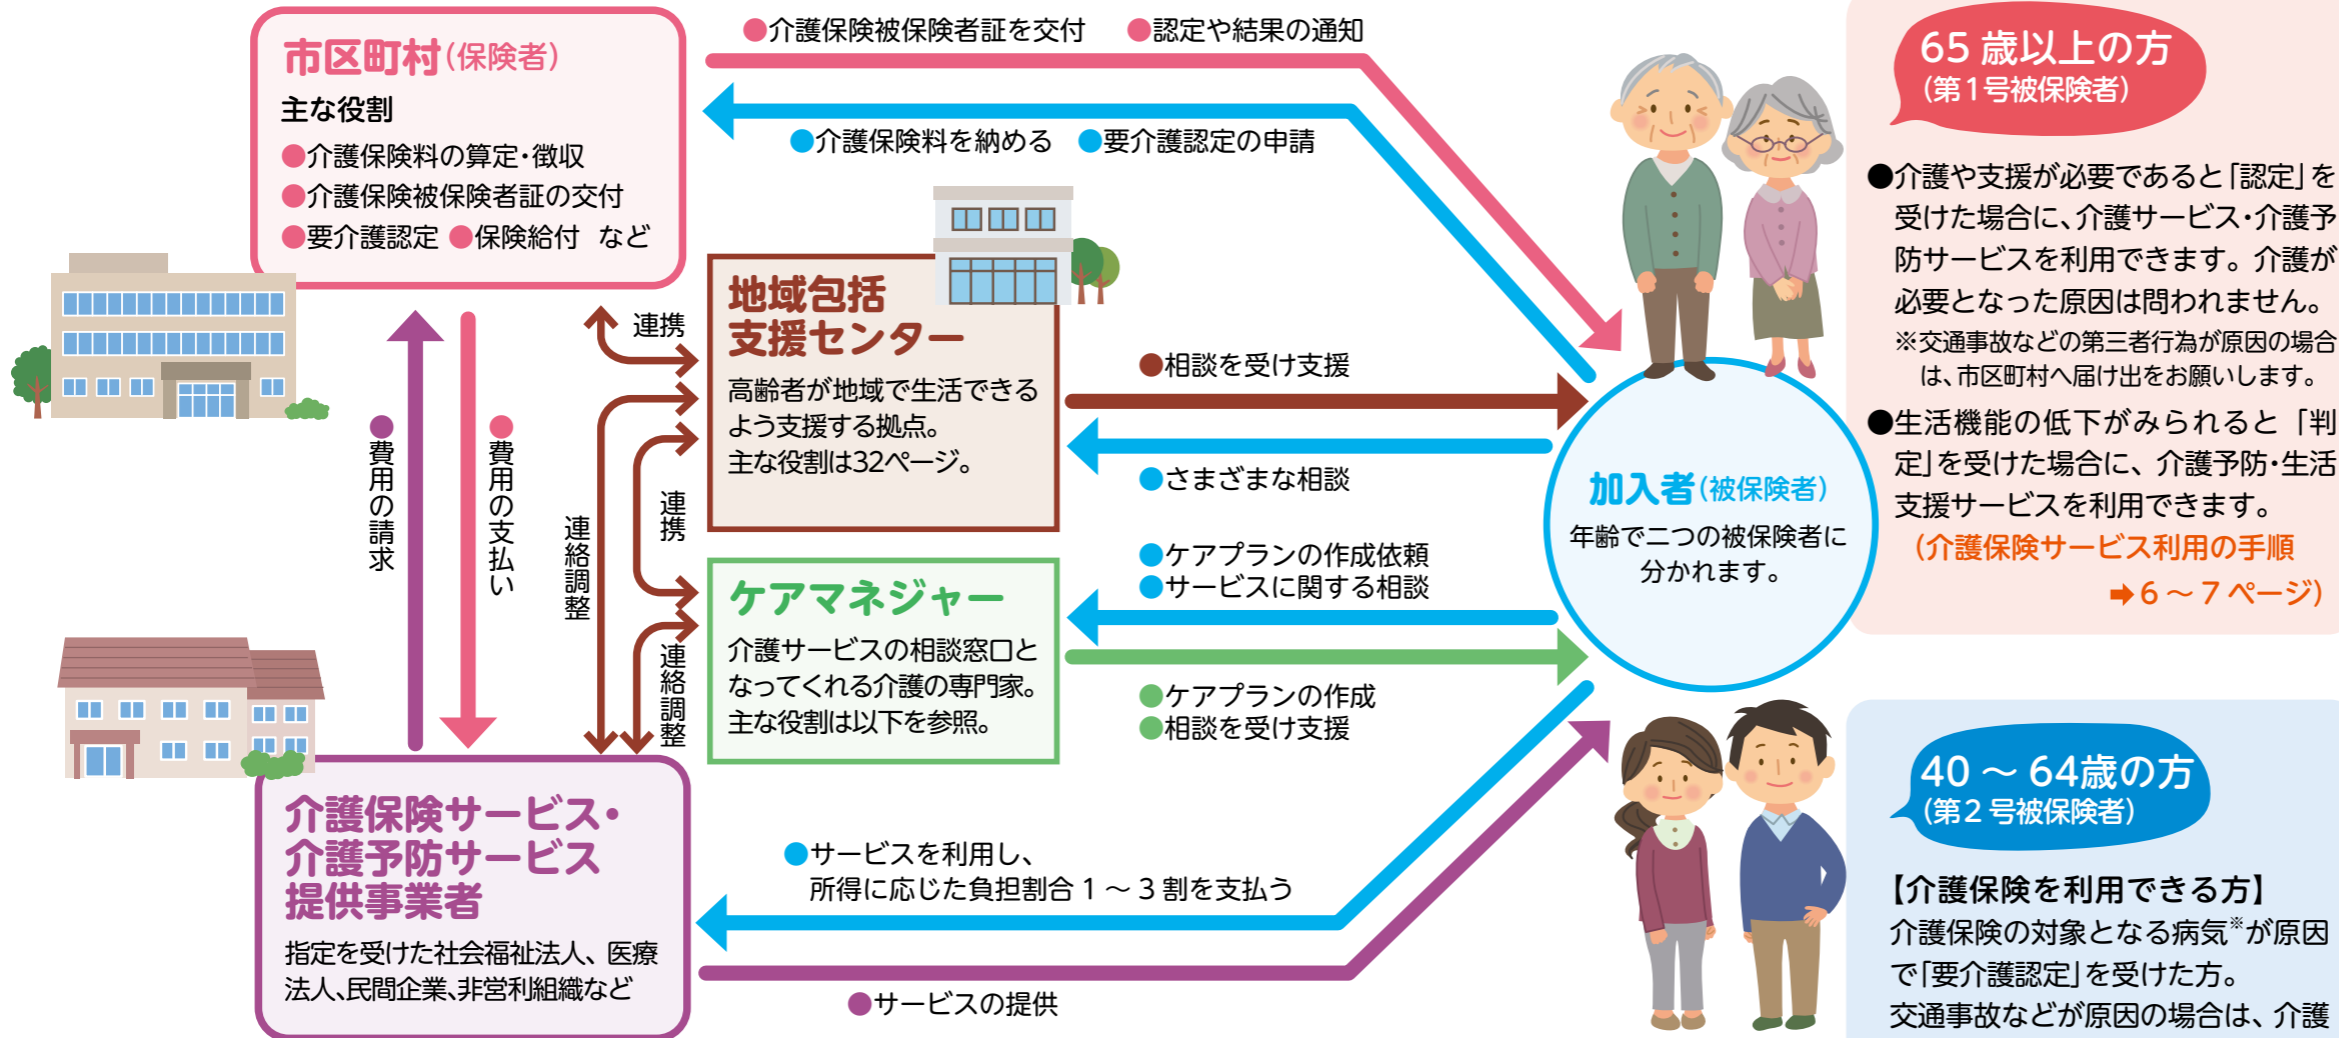 市区町村(保険者)
主な役割
●介護保険料の算定・徴収
●介護保険被保険者証の交付
●要介護認定 ●保険給付 など
●介護保険被保険者証を交付 ●認定や結果の通知
●介護保険料を納める ●要介護認定の申請
地域包括
支援センター
高齢者が地域で生活できる
よう支援する拠点。
主な役割は32ページ。
連携
連絡調整
連携
連絡調整
●費用の請求
●費用の支払い
●相談を受け支援
●さまざまな相談
●ケアプランの作成依頼
●サービスに関する相談
ケアマネジャー
介護サービスの相談窓口と
なってくれる介護の専門家。
主な役割は以下を参照。
●ケアプランの作成
●相談を受け支援
加入者(被保険者)
年齢で二つの被保険者に
分かれます。
介護保険サービス・
介護予防サービス
提供事業者
指定を受けた社会福祉法人、医療
法人、民間企業、非営利組織など
●サービスを利用し、
所得に応じた負担割合1～3割を支払う
●サービスの提供
65歳以上の方
(第1号被保険者)
●介護や支援が必要であると「認定」を
受けた場合に、介護サービス・介護予
防サービスを利用できます。介護が
必要となった原因は問われません。
※交通事故などの第三者行為が原因の場合
は、市区町村へ届け出をお願いします。
●生活機能の低下がみられると「判
定」を受けた場合に、介護予防・生活
支援サービスを利用できます。
(介護保険サービス利用の手順
➡6～7ページ)
40～64歳の方
(第2号被保険者)
【介護保険を利用できる方】
介護保険の対象となる病気※が原因
で「要介護認定」を受けた方。
交通事故などが原因の場合は、介護